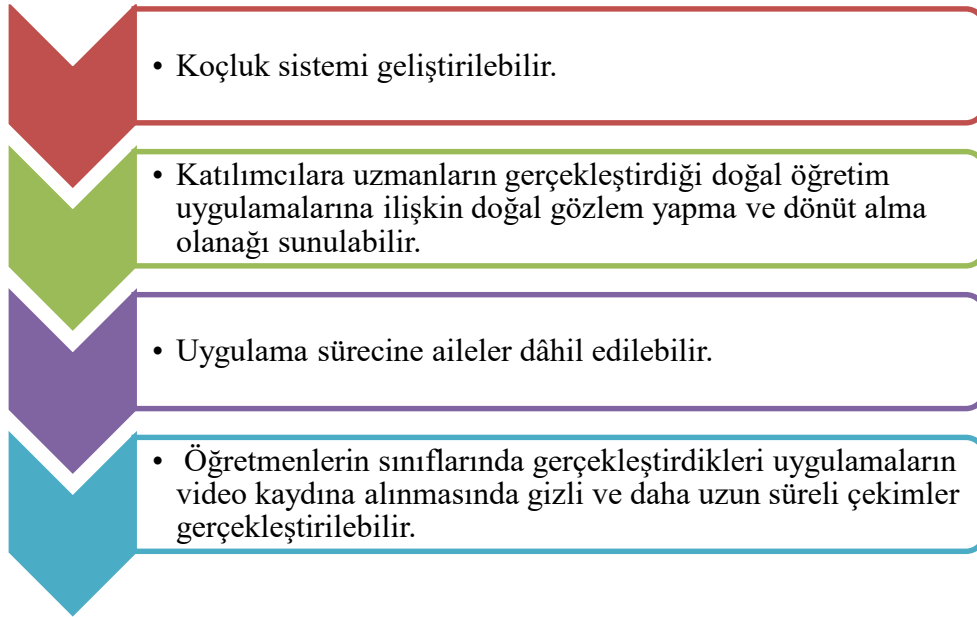 • Koçluk sistemi geliştirilebilir.
• Katılımcılara uzmanların gerçekleştirdiği doğal öğretim
uygulamalarına ilişkin doğal gözlem yapma ve dönüt alma
olanağı sunulabilir.
• Uygulama sürecine aileler dâhil edilebilir.
• Öğretmenlerin sınıflarında gerçekleştirdikleri uygulamaların
video kaydına alınmasında gizli ve daha uzun süreli çekimler
gerçekleştirilebilir.